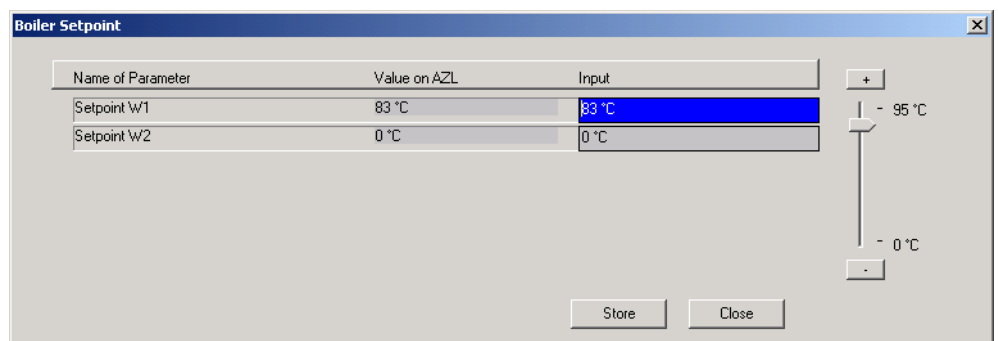 Boiler Setpoint
Name of Parameter Value on AZL Input
+
Setpoint W1 83 °C 83 °C
95 °C
Setpoint W2 0 °C 0 °C
0 °C
-
Store Close